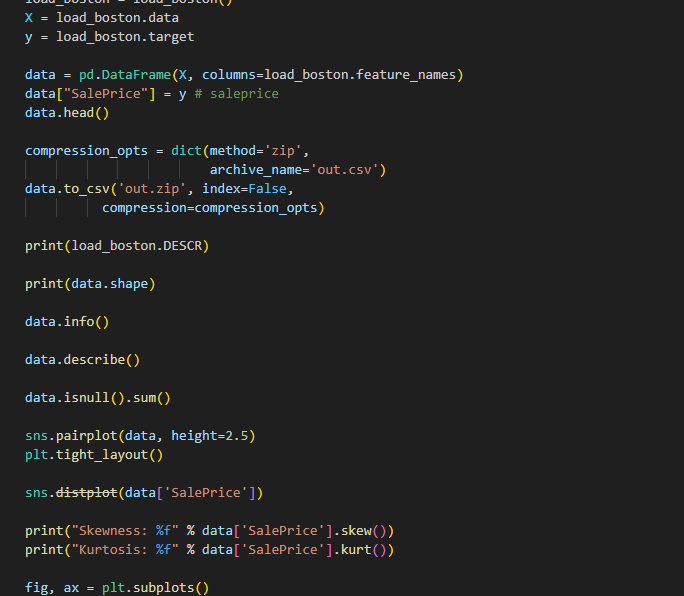 load_boston = load_boston()
X = load_boston.data
y = load_boston.target
data = pd.DataFrame(X, columns=load_boston.feature_names)
data["SalePrice"] = y # saleprice
data.head()
compression_opts = dict(method='zip',
archive_name='out.csv')
data.to_csv('out.zip', index=False,
compression=compression_opts)
print(load_boston.DESCR)
print(data.shape)
data.info()
data.describe()
data.isnull().sum()
sns.pairplot(data, height=2.5)
plt.tight_layout()
sns.distplot(data['SalePrice'])
print("Skewness: %f" % data['SalePrice'].skew())
print("Kurtosis: %f" % data['SalePrice'].kurt())
fig, ax = plt.subplots()